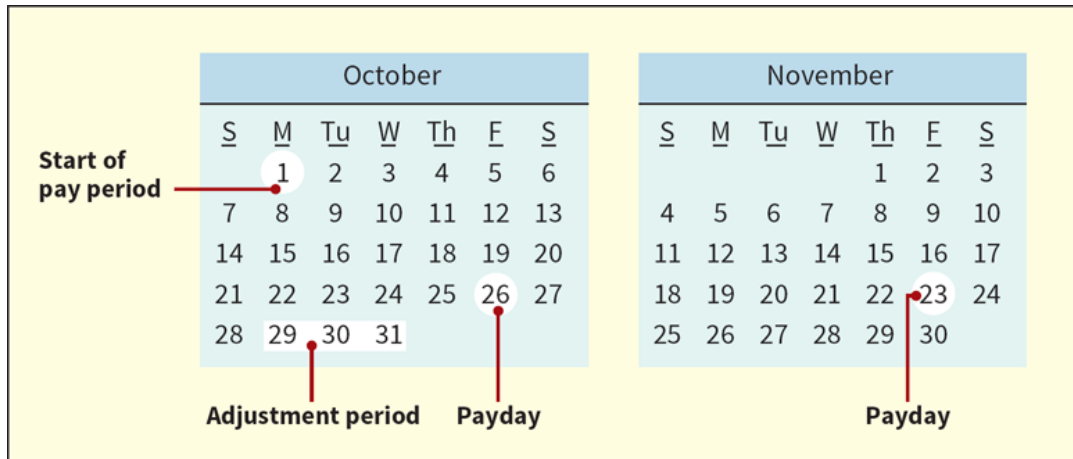 October
S M Tu W Th F S
1 2 3 4 5 6
7 8 9 10 11 12 13
14 15 16 17 18 19 20
21 22 23 24 25 26 27
28 29 30 31
November
S M Tu W Th F S
1 2 3
4 5 6 7 8 9 10
11 12 13 14 15 16 17
18 19 20 21 22 23 24
25 26 27 28 29 30
Start of
pay period
Adjustment period
Payday
Payday